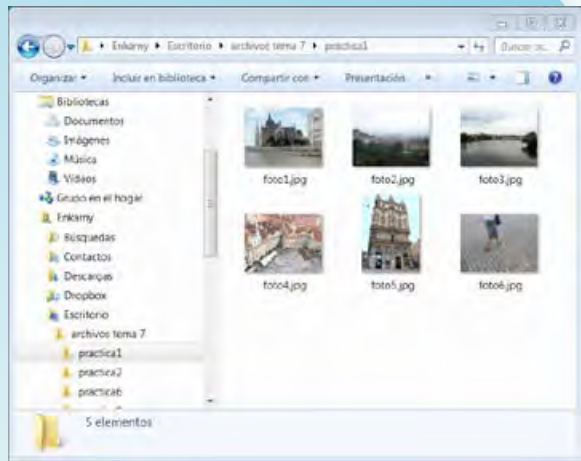 Enkarny ▸ Escritorio ▸ archivos tema 7 ▸ practica1
Organizar
Incluir en biblioteca
Compartir con
Presentación
»
Bibliotecas
Documentos
Imágenes
Música
Vídeos
Grupo en el hogar
Enkarny
Búsquedas
Contactos
Descargas
Dropbox
Escritorio
archivos tema 7
practica1
practica2
practica6
foto1.jpg
foto2.jpg
foto3.jpg
foto4.jpg
foto5.jpg
foto6.jpg
5 elementos